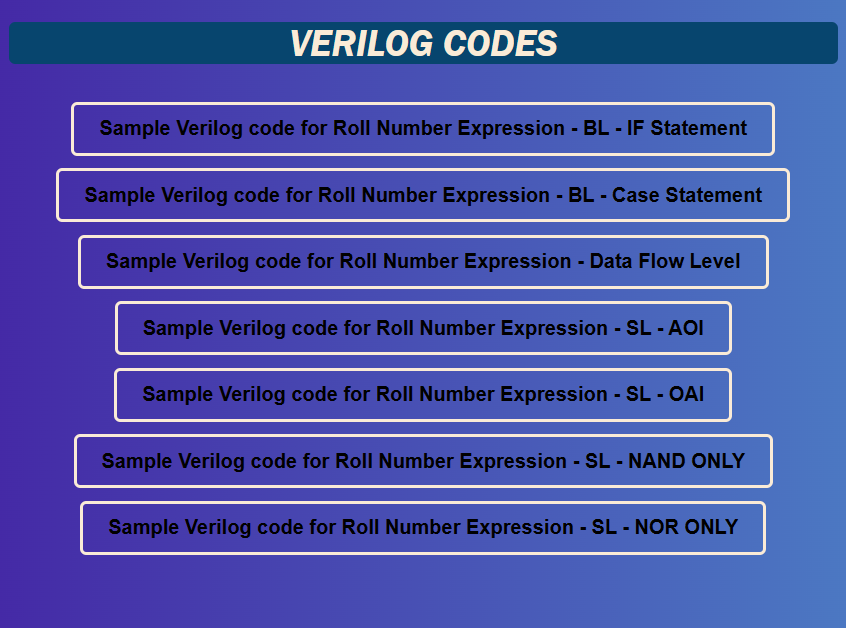 VERILOG CODES
Sample Verilog code for Roll Number Expression - BL - IF Statement
Sample Verilog code for Roll Number Expression - BL - Case Statement
Sample Verilog code for Roll Number Expression - Data Flow Level
Sample Verilog code for Roll Number Expression - SL - AOI
Sample Verilog code for Roll Number Expression - SL - OAI
Sample Verilog code for Roll Number Expression - SL - NAND ONLY
Sample Verilog code for Roll Number Expression - SL - NOR ONLY